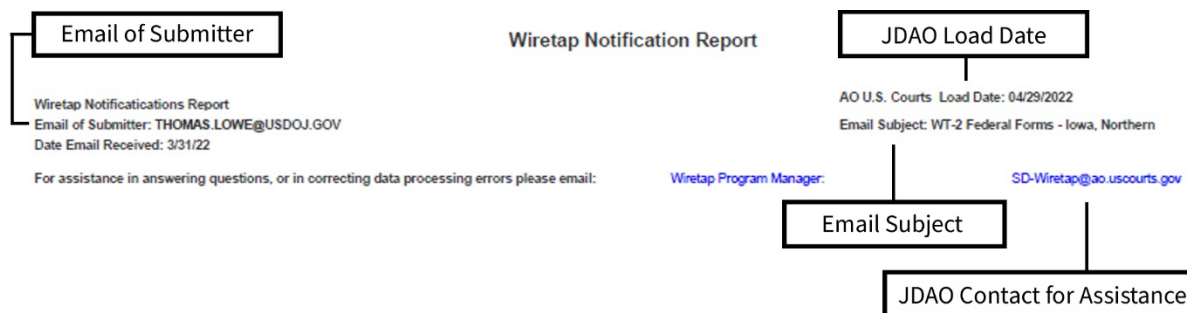 Email of Submitter
Wiretap Notification Report
JDAO Load Date
Wiretap Notificatications Report
AO U.S. Courts Load Date: 04/29/2022
Email of Submitter: THOMAS.LOWE@USDOJ.GOV
Email Subject: WT-2 Federal Forms - Iowa, Northern
Date Email Received: 3/31/22
For assistance in answering questions, or in correcting data processing errors please email: Wiretap Program Manager: SD-Wiretap@ao.uscourts.gov
Email Subject
JDAO Contact for Assistance